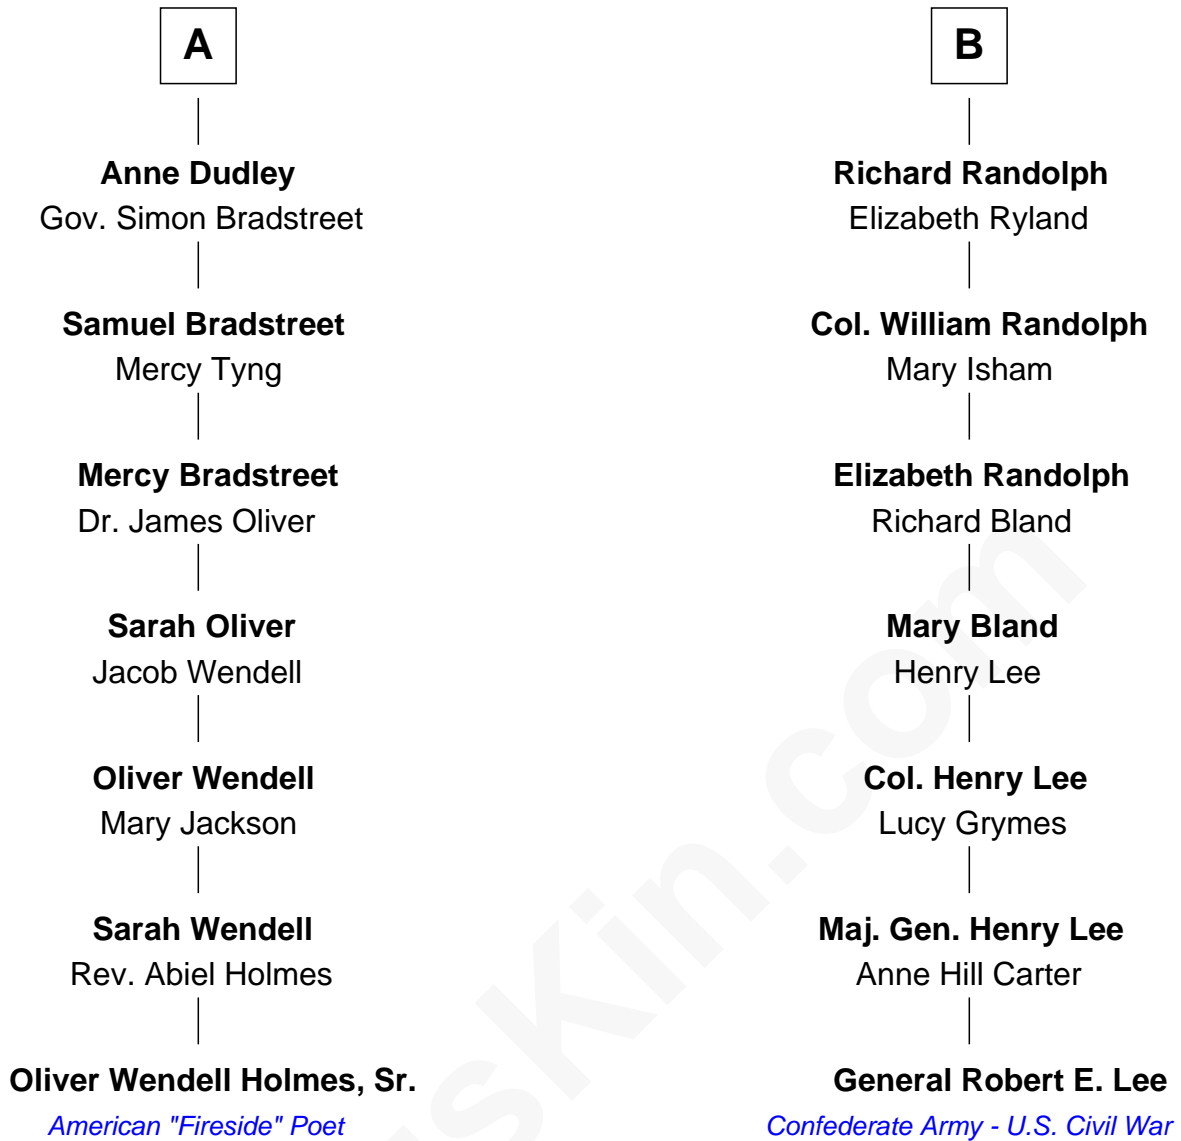 A
Anne Dudley
Gov. Simon Bradstreet
Samuel Bradstreet
Mercy Tyng
Mercy Bradstreet
Dr. James Oliver
Sarah Oliver
Jacob Wendell
Oliver Wendell
Mary Jackson
Sarah Wendell
Rev. Abiel Holmes
Oliver Wendell Holmes, Sr.
American "Fireside" Poet
B
Richard Randolph
Elizabeth Ryland
Col. William Randolph
Mary Isham
Elizabeth Randolph
Richard Bland
Mary Bland
Henry Lee
Col. Henry Lee
Lucy Grymes
Maj. Gen. Henry Lee
Anne Hill Carter
General Robert E. Lee
Confederate Army - U.S. Civil War